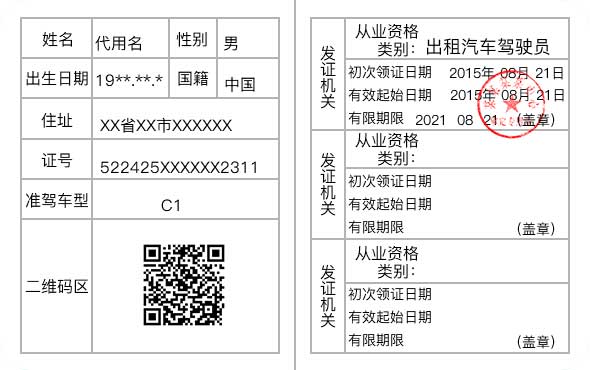 姓名 代用名 性别 男
出生日期 19**.**.* 国籍 中国
住址 XX省XX市XXXXXX
证号 522425XXXXXX2311
准驾车型 C1
二维码区
发证机关
从业资格
类别： 出租汽车驾驶员
初次领证日期 2015年 08月 21日
有效起始日期 2015年 08月 21日
有限期限 2021 08 21 (盖章)
发证机关
从业资格
类别：
初次领证日期
有效起始日期
有限期限 (盖章)
发证机关
从业资格
类别：
初次领证日期
有效起始日期
有限期限 (盖章)